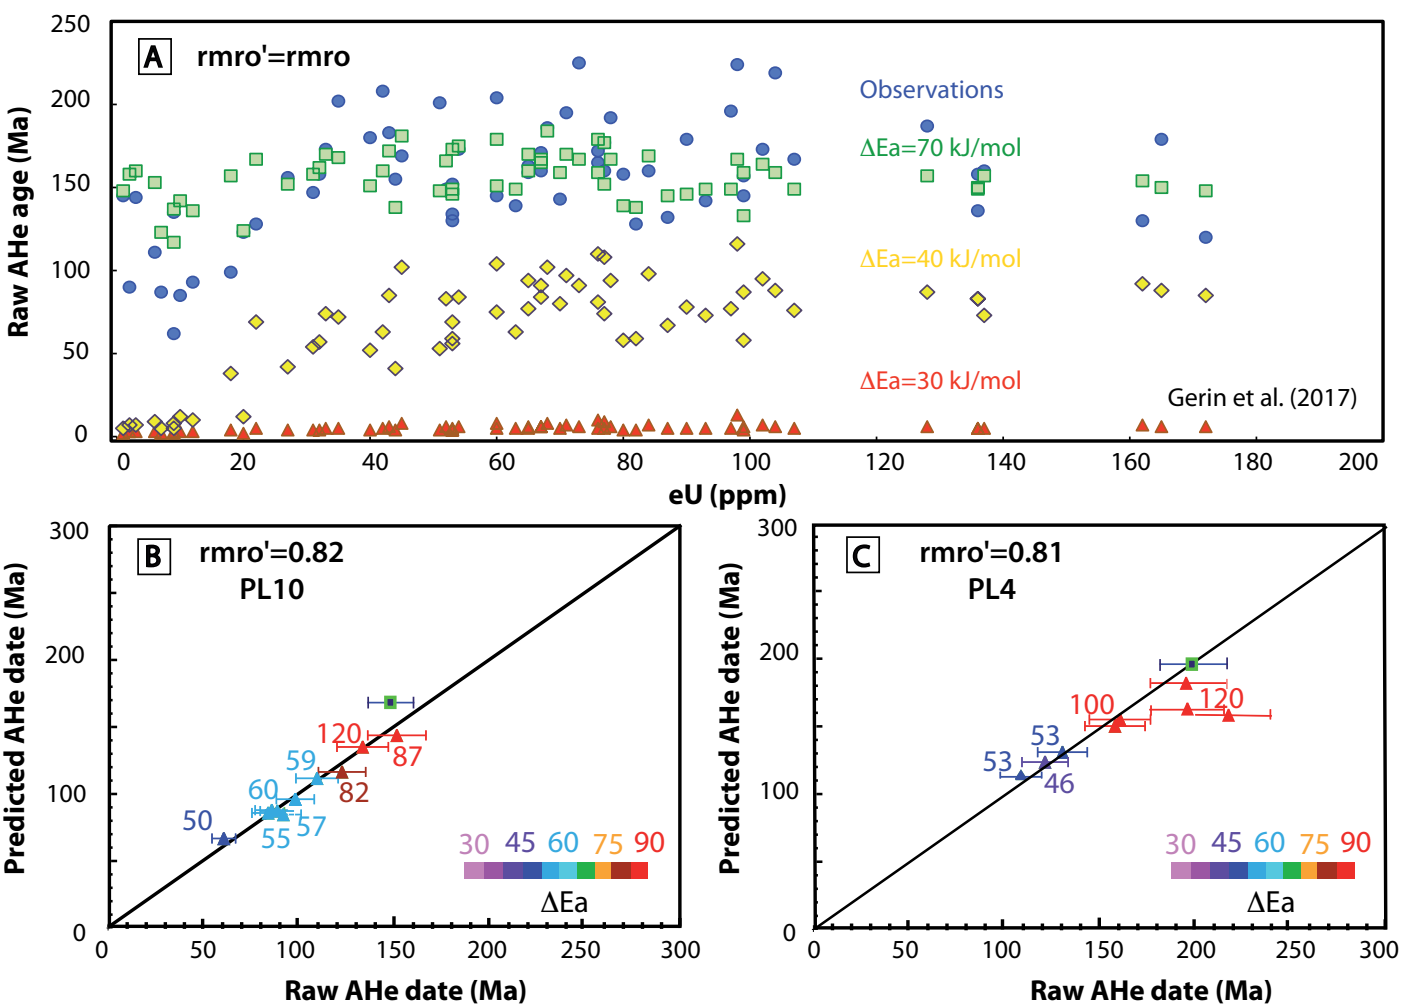 A rmro'=rmro
Observations
ΔEa=70 kJ/mol
ΔEa=40 kJ/mol
ΔEa=30 kJ/mol
Gerin et al. (2017)
Raw AHe age (Ma)
250
200
150
100
50
0
0 20 40 60 80 100 120 140 160 180 200
eU (ppm)
B rmro'=0.82
PL10
Predicted AHe date (Ma)
300
200
100
0
120
87
59
82
60
50
55 57
30 45 60 75 90
ΔEa
0 50 100 150 200 250 300
Raw AHe date (Ma)
C rmro'=0.81
PL4
Predicted AHe date (Ma)
300
200
100
0
100 120
53
53
46
30 45 60 75 90
ΔEa
0 50 100 150 200 250 300
Raw AHe date (Ma)